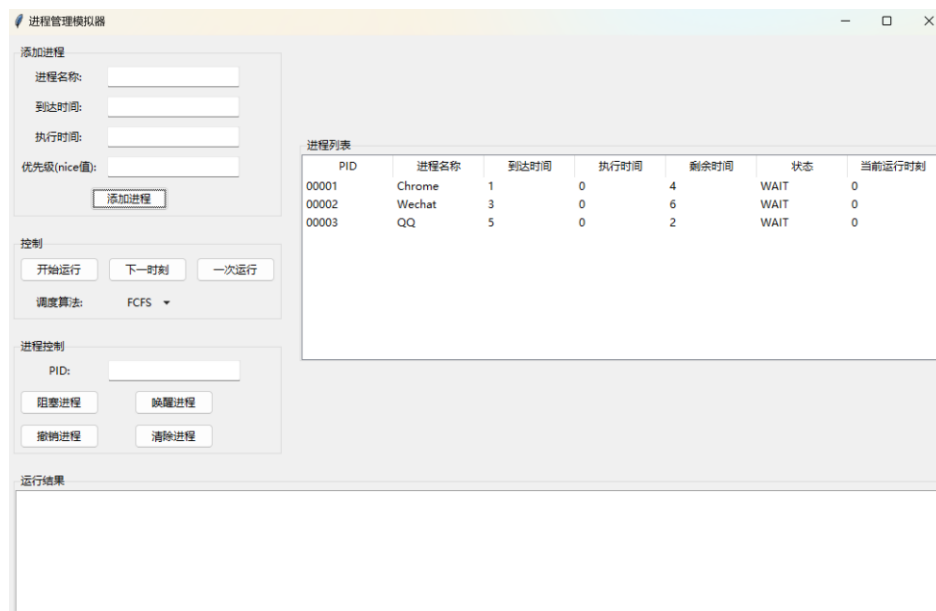 进程管理模拟器
添加进程
进程名称:
到达时间:
执行时间:
优先级(nice值):
添加进程
控制
开始运行 下一时刻 一次运行
调度算法: FCFS
进程控制
PID:
阻塞进程 唤醒进程
撤销进程 清除进程
进程列表
PID 进程名称 到达时间 执行时间 剩余时间 状态 当前运行时刻
00001 Chrome 1 0 4 WAIT 0
00002 Wechat 3 0 6 WAIT 0
00003 QQ 5 0 2 WAIT 0
运行结果